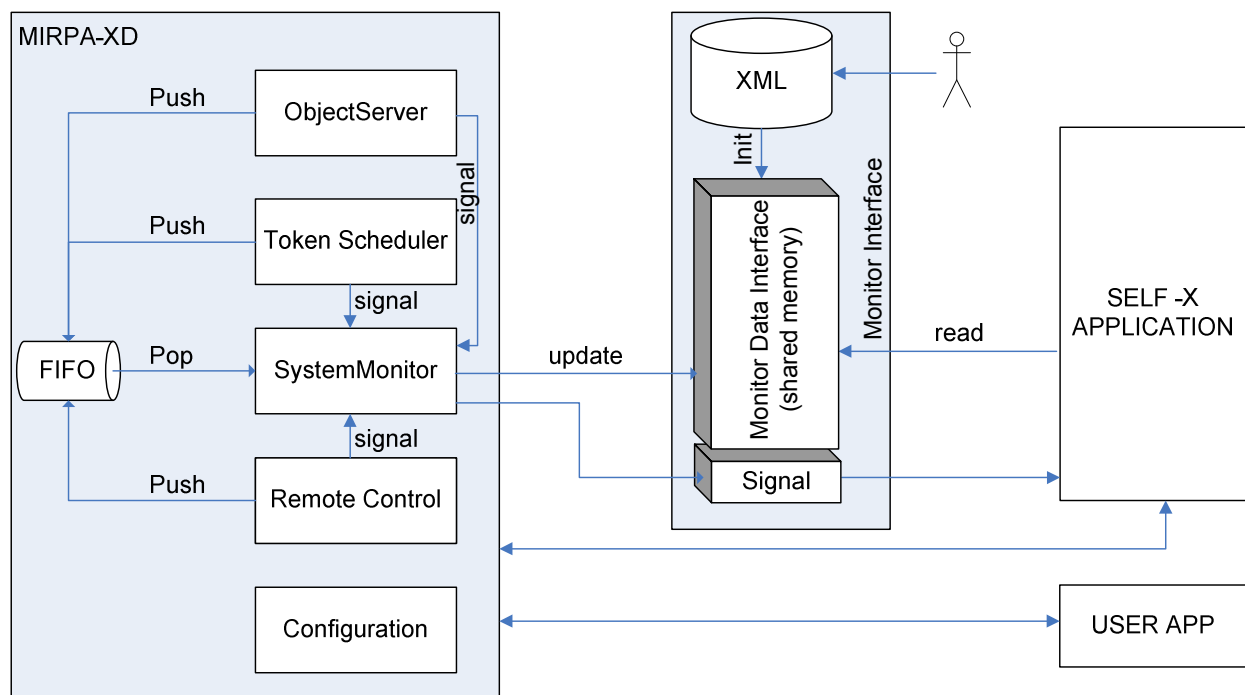 MIRPA-XD
Push
ObjectServer
signal
Push
Token Scheduler
signal
FIFO
Pop
SystemMonitor
signal
Push
Remote Control
Configuration
update
XML
Init
Monitor Data Interface
(shared memory)
Monitor Interface
Signal
read
SELF -X
APPLICATION
USER APP